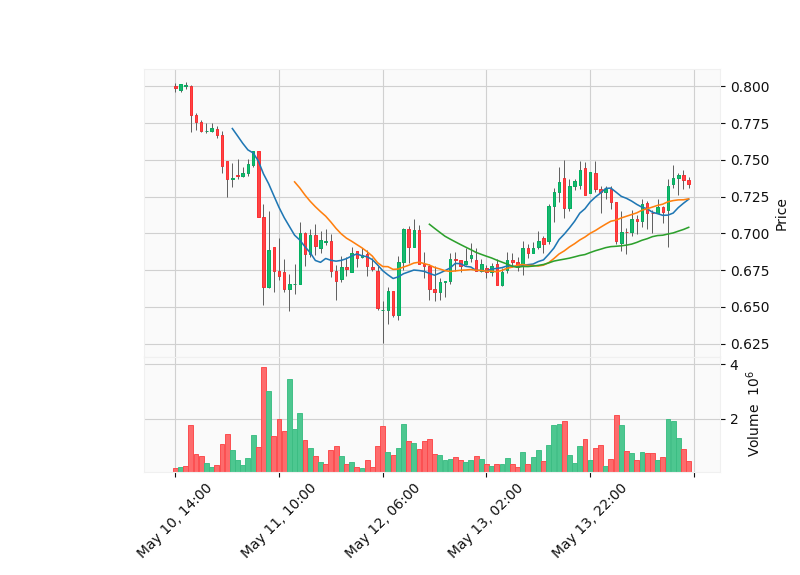 0.800
0.775
0.750
0.725
0.700
0.675
0.650
0.625
Price
4
2
Volume 10^6
May 10, 14:00
May 11, 10:00
May 12, 06:00
May 13, 02:00
May 13, 22:00